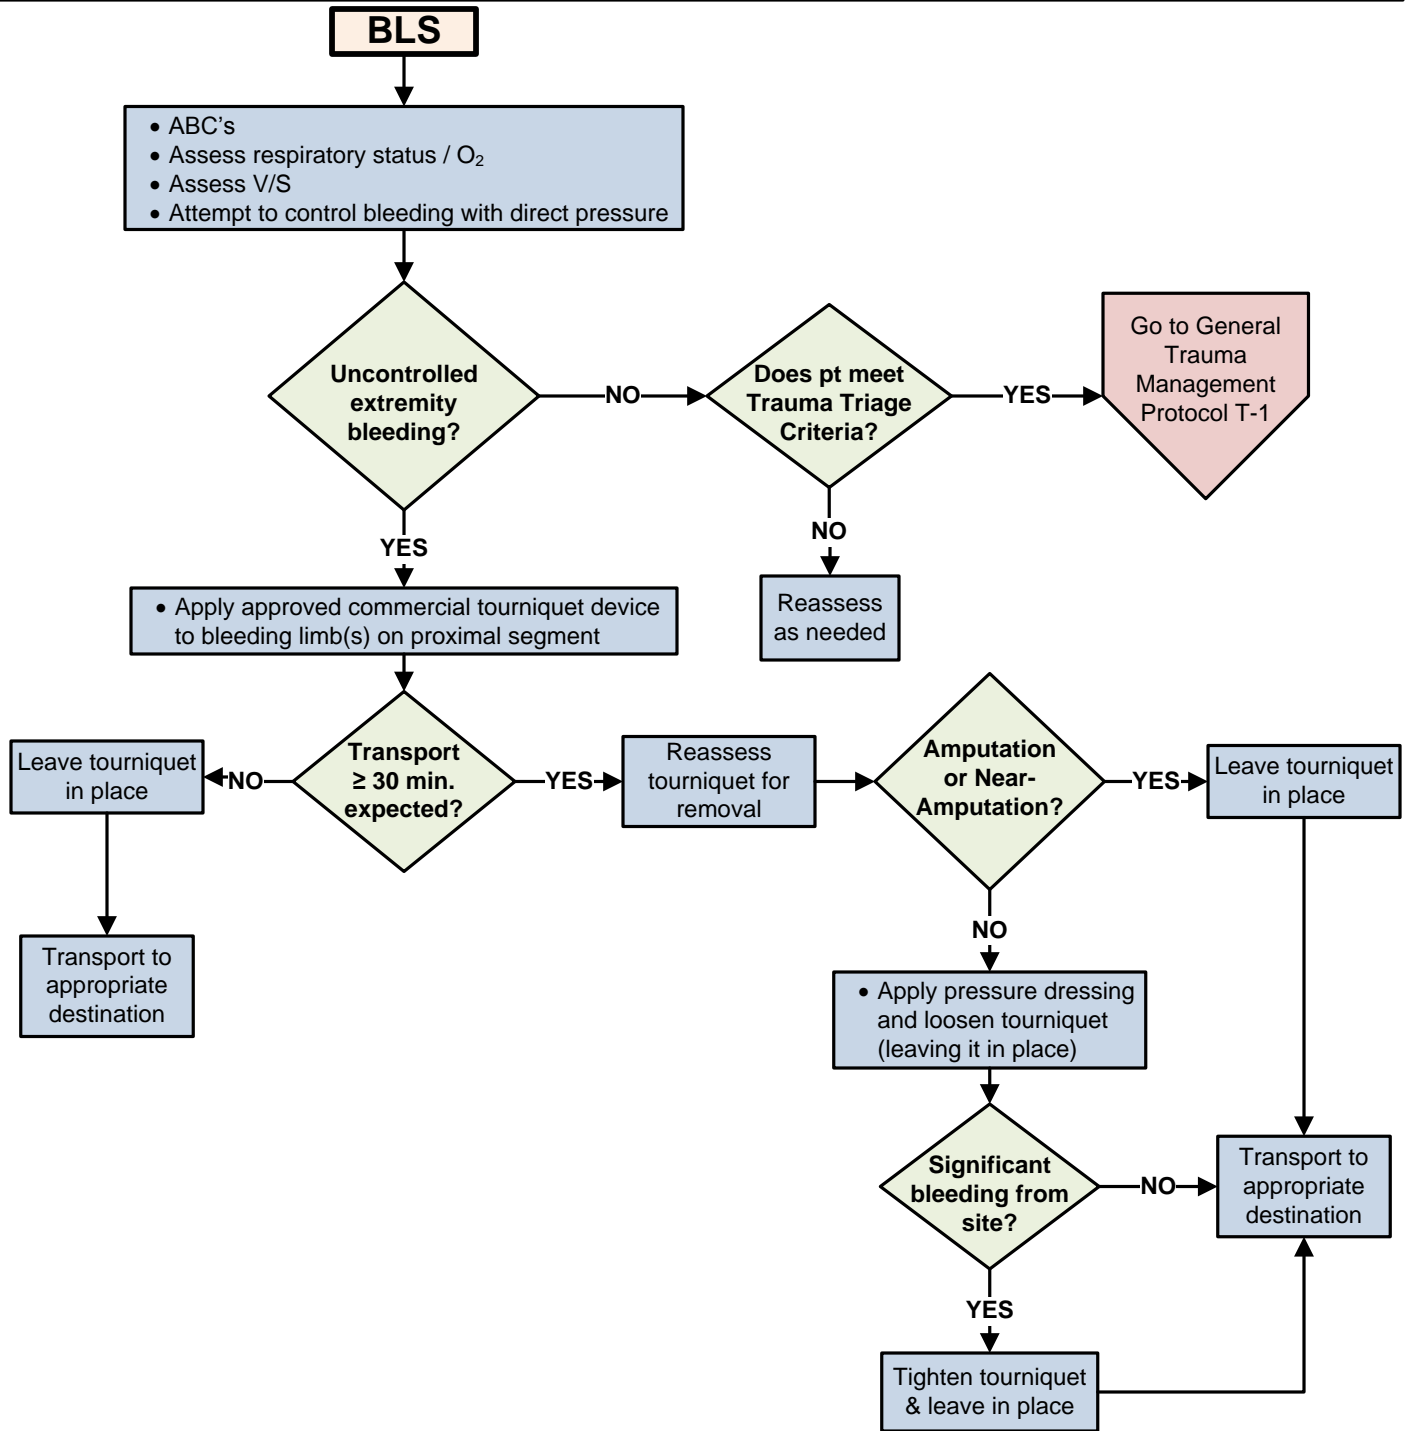 BLS
• ABC's
• Assess respiratory status / O₂
• Assess V/S
• Attempt to control bleeding with direct pressure
Uncontrolled
extremity
bleeding?
NO
Does pt meet
Trauma Triage
Criteria?
YES
Go to General
Trauma
Management
Protocol T-1
NO
Reassess
as needed
YES
• Apply approved commercial tourniquet device
to bleeding limb(s) on proximal segment
Transport
≥ 30 min.
expected?
NO
Leave tourniquet
in place
Transport to
appropriate
destination
YES
Reassess
tourniquet for
removal
Amputation
or Near-
Amputation?
YES
Leave tourniquet
in place
NO
• Apply pressure dressing
and loosen tourniquet
(leaving it in place)
Significant
bleeding from
site?
NO
Transport to
appropriate
destination
YES
Tighten tourniquet
& leave in place